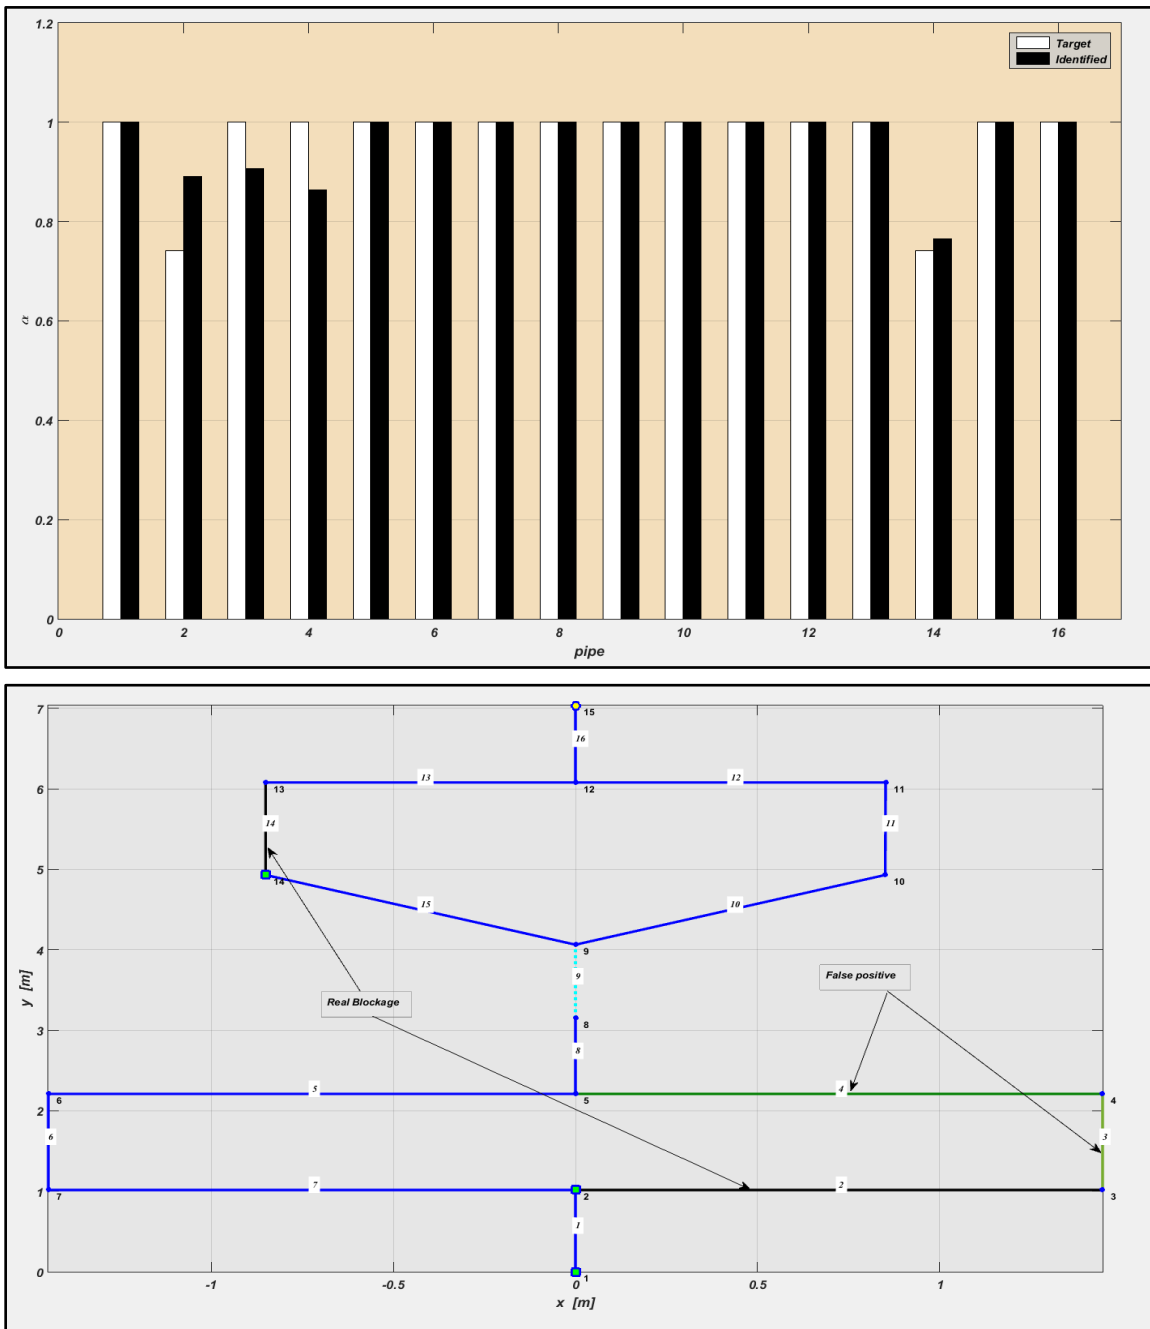 1.2
1
0.8
0.6
0.4
0.2
0
α
Target
Identified
0 2 4 6 8 10 12 14 16
pipe
7
6
5
4
3
2
1
0
y [m]
15
16
13 12
13 12 11
14 11
14 10
15 10
9
9
Real Blockage
False positive
8
8
5 4
6 5 4
6 3
7 2
7 2 3
1
1
-1 -0.5 0 0.5 1
x [m]